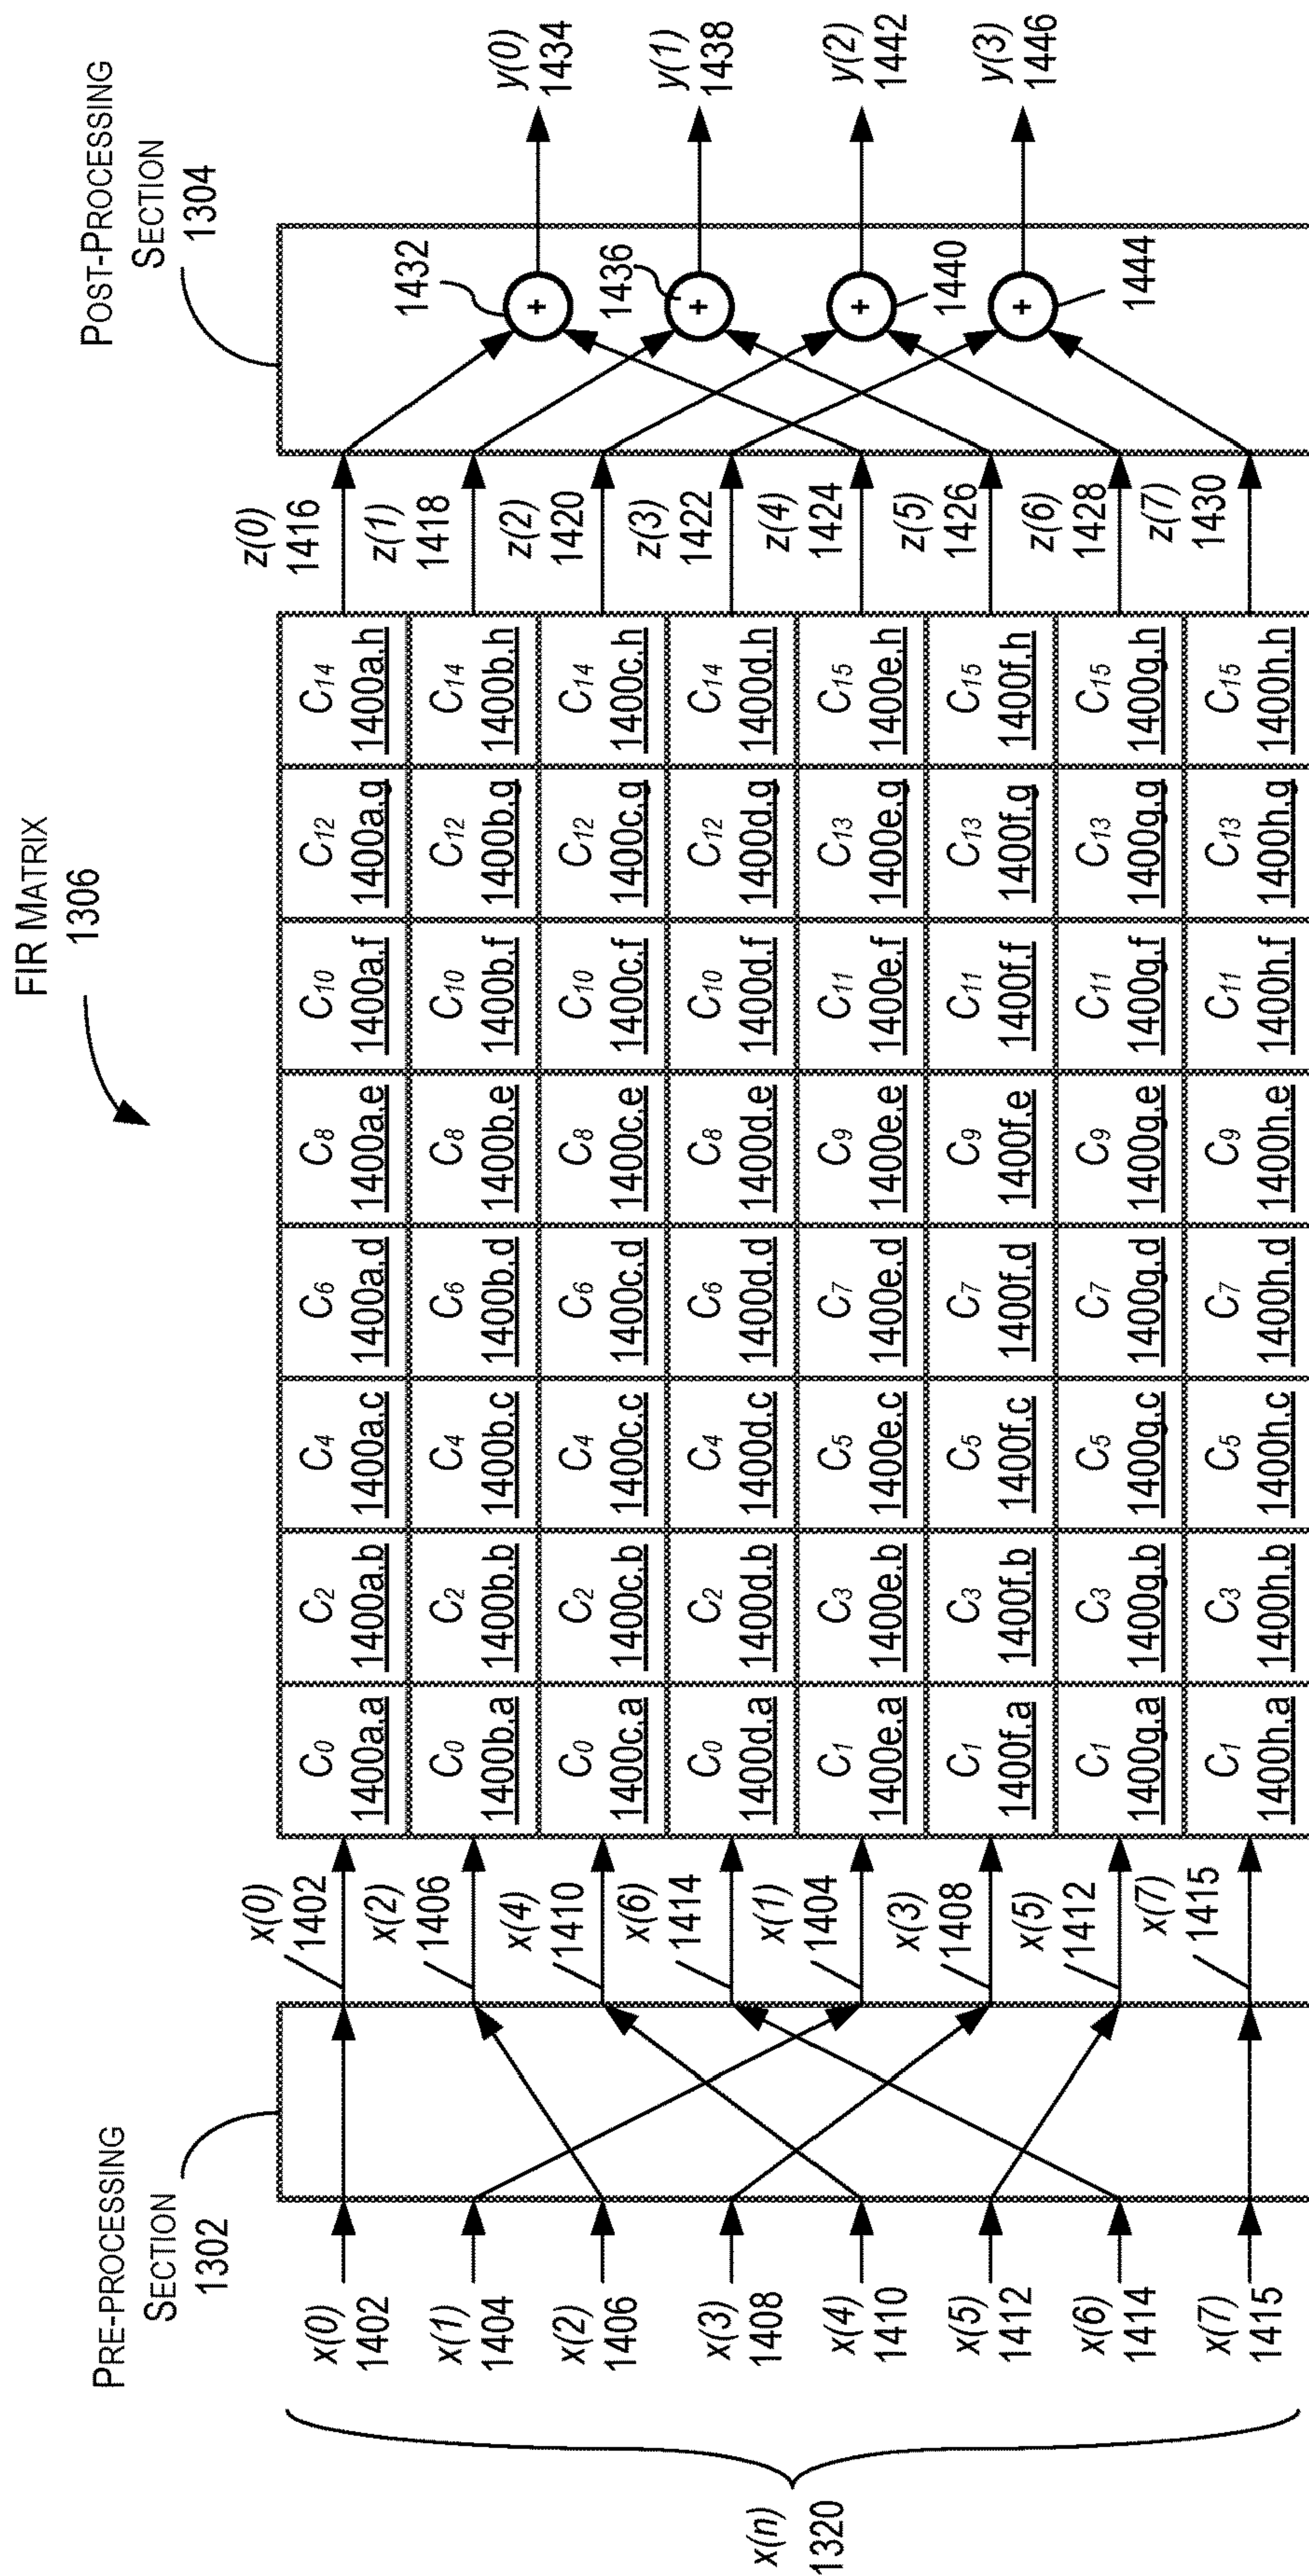 FIR MATRIX
1306
PRE-PROCESSING
SECTION
1302
POST-PROCESSING
SECTION
1304
x(n)
1320
x(0)
1402
x(1)
1404
x(2)
1406
x(3)
1408
x(4)
1410
x(5)
1412
x(6)
1414
x(7)
1415
x(0)
1402
x(2)
1406
x(4)
1410
x(6)
1414
x(1)
1404
x(3)
1408
x(5)
1412
x(7)
1415
C0 C2 C4 C6 C8 C10 C12 C14
1400a,a 1400a,b 1400a,c 1400a,d 1400a,e 1400a,f 1400a,g 1400a,h
C0 C2 C4 C6 C8 C10 C12 C14
1400b,a 1400b,b 1400b,c 1400b,d 1400b,e 1400b,f 1400b,g 1400b,h
C0 C2 C4 C6 C8 C10 C12 C14
1400c,a 1400c,b 1400c,c 1400c,d 1400c,e 1400c,f 1400c,g 1400c,h
C0 C2 C4 C6 C8 C10 C12 C14
1400d,a 1400d,b 1400d,c 1400d,d 1400d,e 1400d,f 1400d,g 1400d,h
C1 C3 C5 C7 C9 C11 C13 C15
1400e,a 1400e,b 1400e,c 1400e,d 1400e,e 1400e,f 1400e,g 1400e,h
C1 C3 C5 C7 C9 C11 C13 C15
1400f,a 1400f,b 1400f,c 1400f,d 1400f,e 1400f,f 1400f,g 1400f,h
C1 C3 C5 C7 C9 C11 C13 C15
1400g,a 1400g,b 1400g,c 1400g,d 1400g,e 1400g,f 1400g,g 1400g,h
C1 C3 C5 C7 C9 C11 C13 C15
1400h,a 1400h,b 1400h,c 1400h,d 1400h,e 1400h,f 1400h,g 1400h,h
z(0)
1416
z(1)
1418
z(2)
1420
z(3)
1422
z(4)
1424
z(5)
1426
z(6)
1428
z(7)
1430
1432
+
1436
+
1440
+
1444
+
y(0)
1434
y(1)
1438
y(2)
1442
y(3)
1446